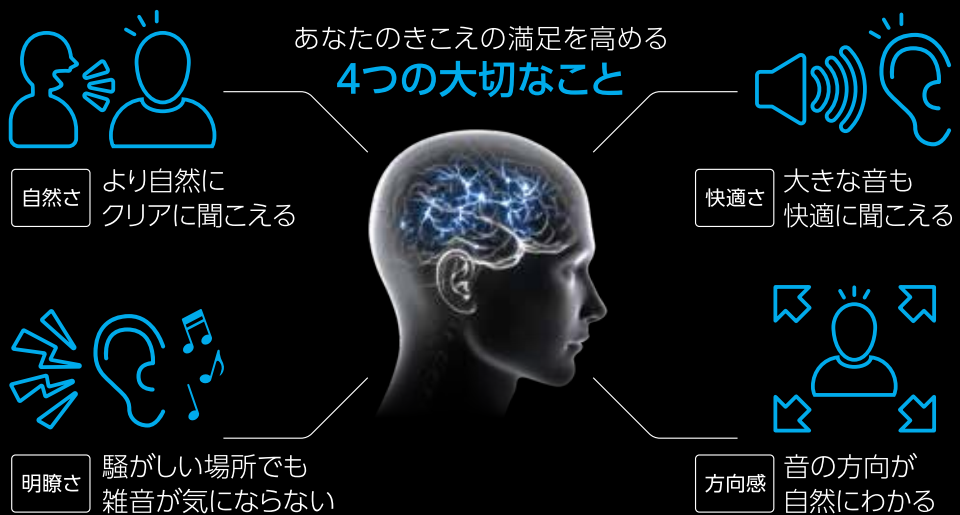 あなたのきこえの満足を高める
4つの大切なこと
自然さ
より自然に
クリアに聞こえる
快適さ
大きな音も
快適に聞こえる
明瞭さ
騒がしい場所でも
雑音が気にならない
方向感
音の方向が
自然にわかる